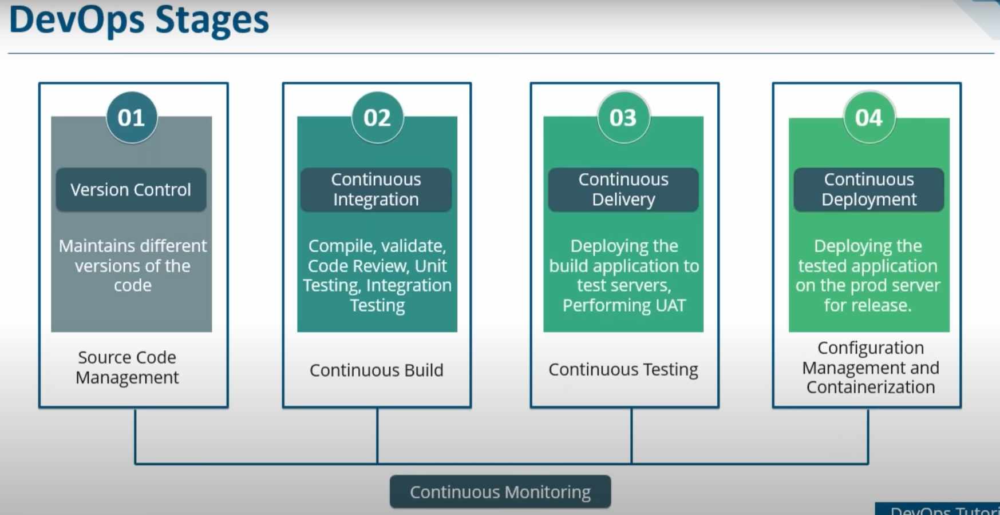 DevOps Stages
01
Version Control
Maintains different
versions of the
code
Source Code
Management
02
Continuous
Integration
Compile, validate,
Code Review, Unit
Testing, Integration
Testing
Continuous Build
03
Continuous
Delivery
Deploying the
build application to
test servers,
Performing UAT
Continuous Testing
04
Continuous
Deployment
Deploying the
tested application
on the prod server
for release.
Configuration
Management and
Containerization
Continuous Monitoring
DevOps